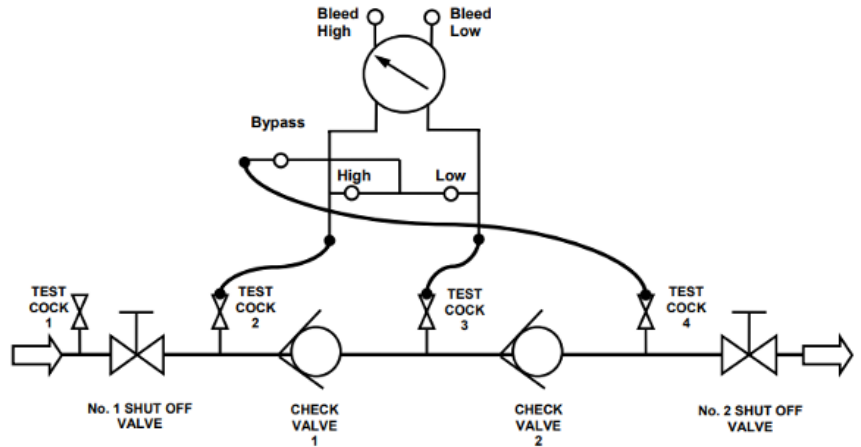 Bleed
High
Bleed
Low
Bypass
High
Low
TEST
COCK
1
TEST
COCK
2
TEST
COCK
3
TEST
COCK
4
No. 1 SHUT OFF
VALVE
CHECK
VALVE
1
CHECK
VALVE
2
No. 2 SHUT OFF
VALVE